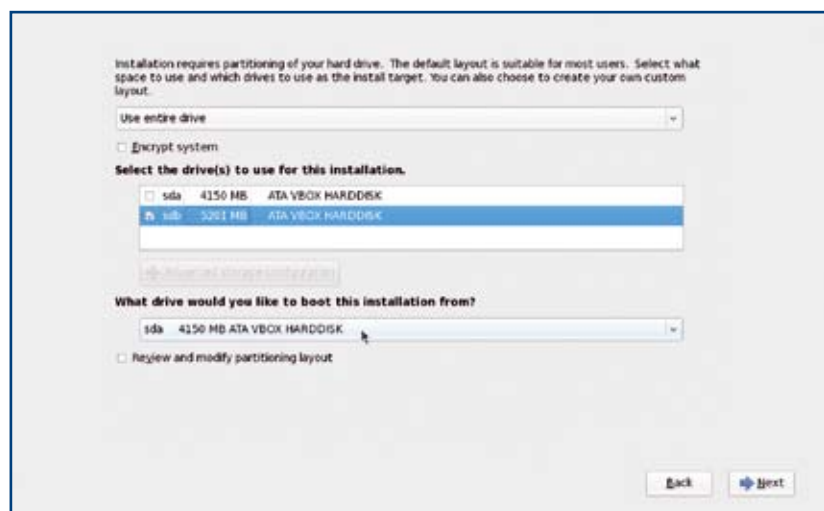 Installation requires partitioning of your hard drive. The default layout is suitable for most users. Select what
space to use and which drives to use as the install target. You can also choose to create your own custom
layout.
Use entire drive
Encrypt system
Select the drive(s) to use for this installation.
sda 4150 MB ATA VBOX HARDDISK
sdb MB ATA VBOX HARDDISK
What drive would you like to boot this installation from?
sda 4150 MB ATA VBOX HARDDISK
Review and modify partitioning layout
Back
Next